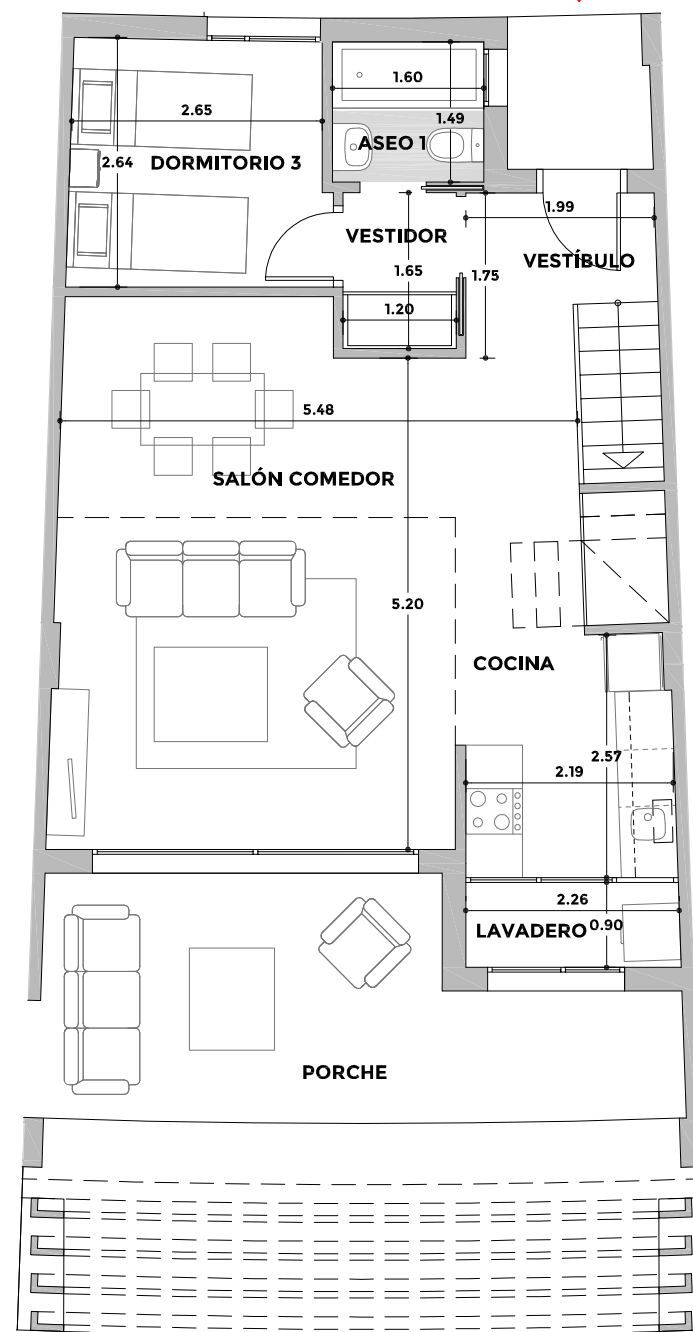 1.60
1.49
2.65
ASEO 1
2.64
DORMITORIO 3
1.99
VESTIDOR
VESTÍBULO
1.65
1.75
1.20
5.48
SALÓN COMEDOR
5.20
COCINA
2.57
2.19
2.26
LAVADERO
0.90
PORCHE